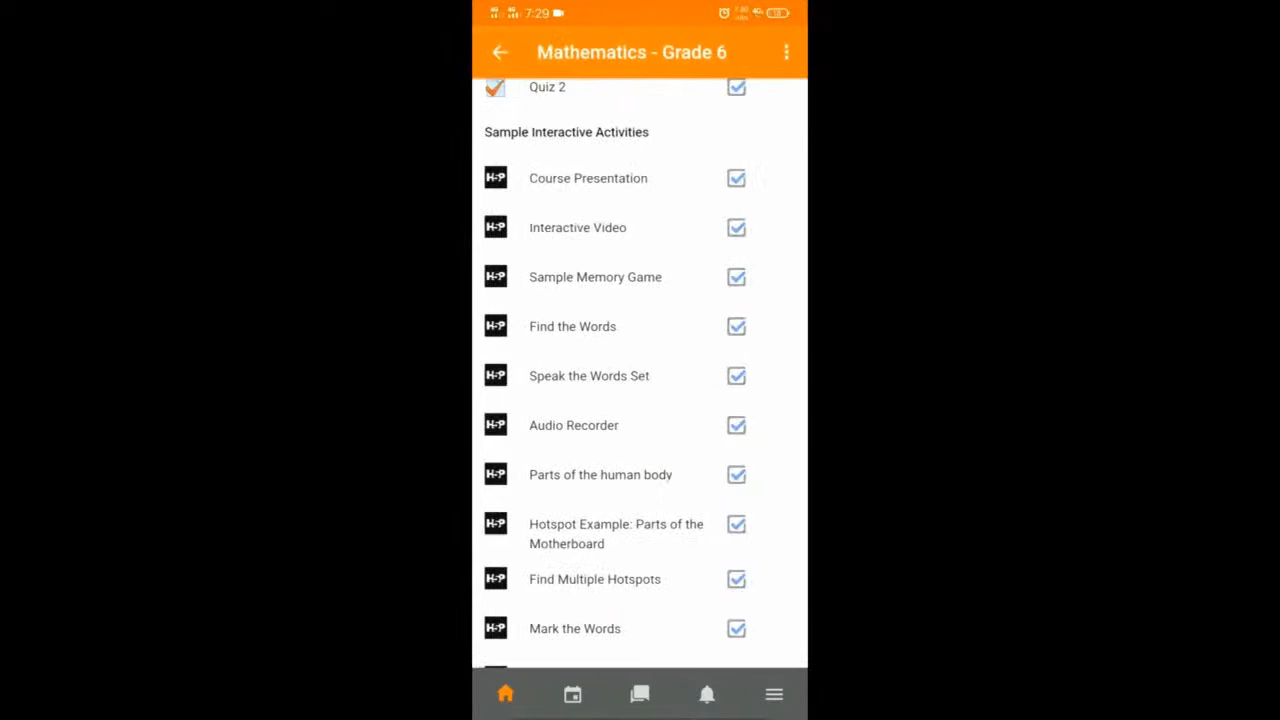 7:29
Mathematics - Grade 6
Quiz 2
Sample Interactive Activities
H-P Course Presentation
H-P Interactive Video
H-P Sample Memory Game
H-P Find the Words
H-P Speak the Words Set
H-P Audio Recorder
H-P Parts of the human body
H-P Hotspot Example: Parts of the
Motherboard
H-P Find Multiple Hotspots
H-P Mark the Words